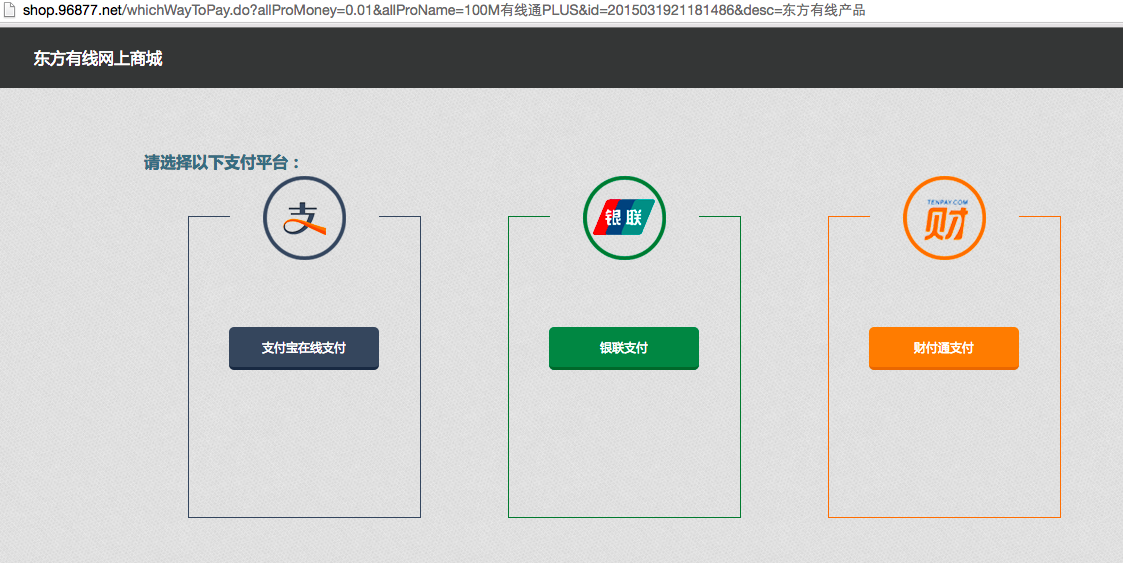 shop.96877.net/whichWayToPay.do?allProMoney=0.01&allProName=100M有线通PLUS&id=2015031921181486&desc=东方有线产品
东方有线网上商城
请选择以下支付平台：
支
银联
TENPAY.COM
财
支付宝在线支付
银联支付
财付通支付